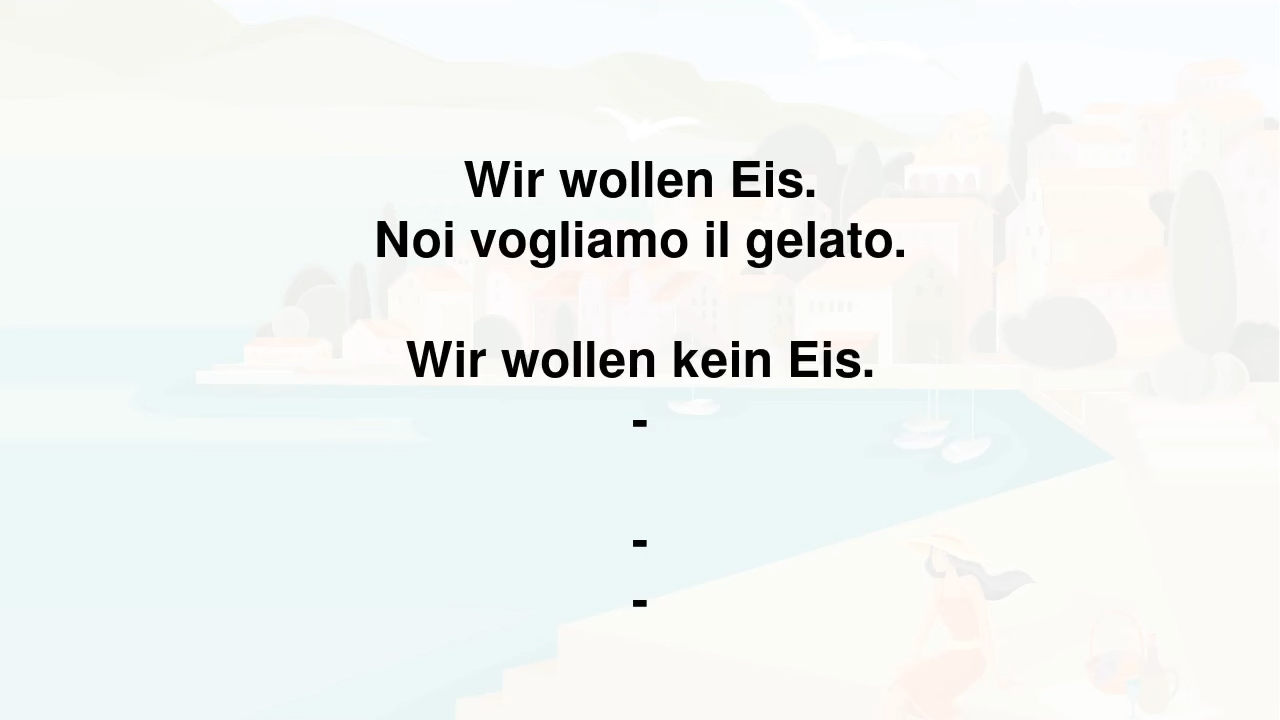 Wir wollen Eis.
Noi vogliamo il gelato.
Wir wollen kein Eis.
-
-
-